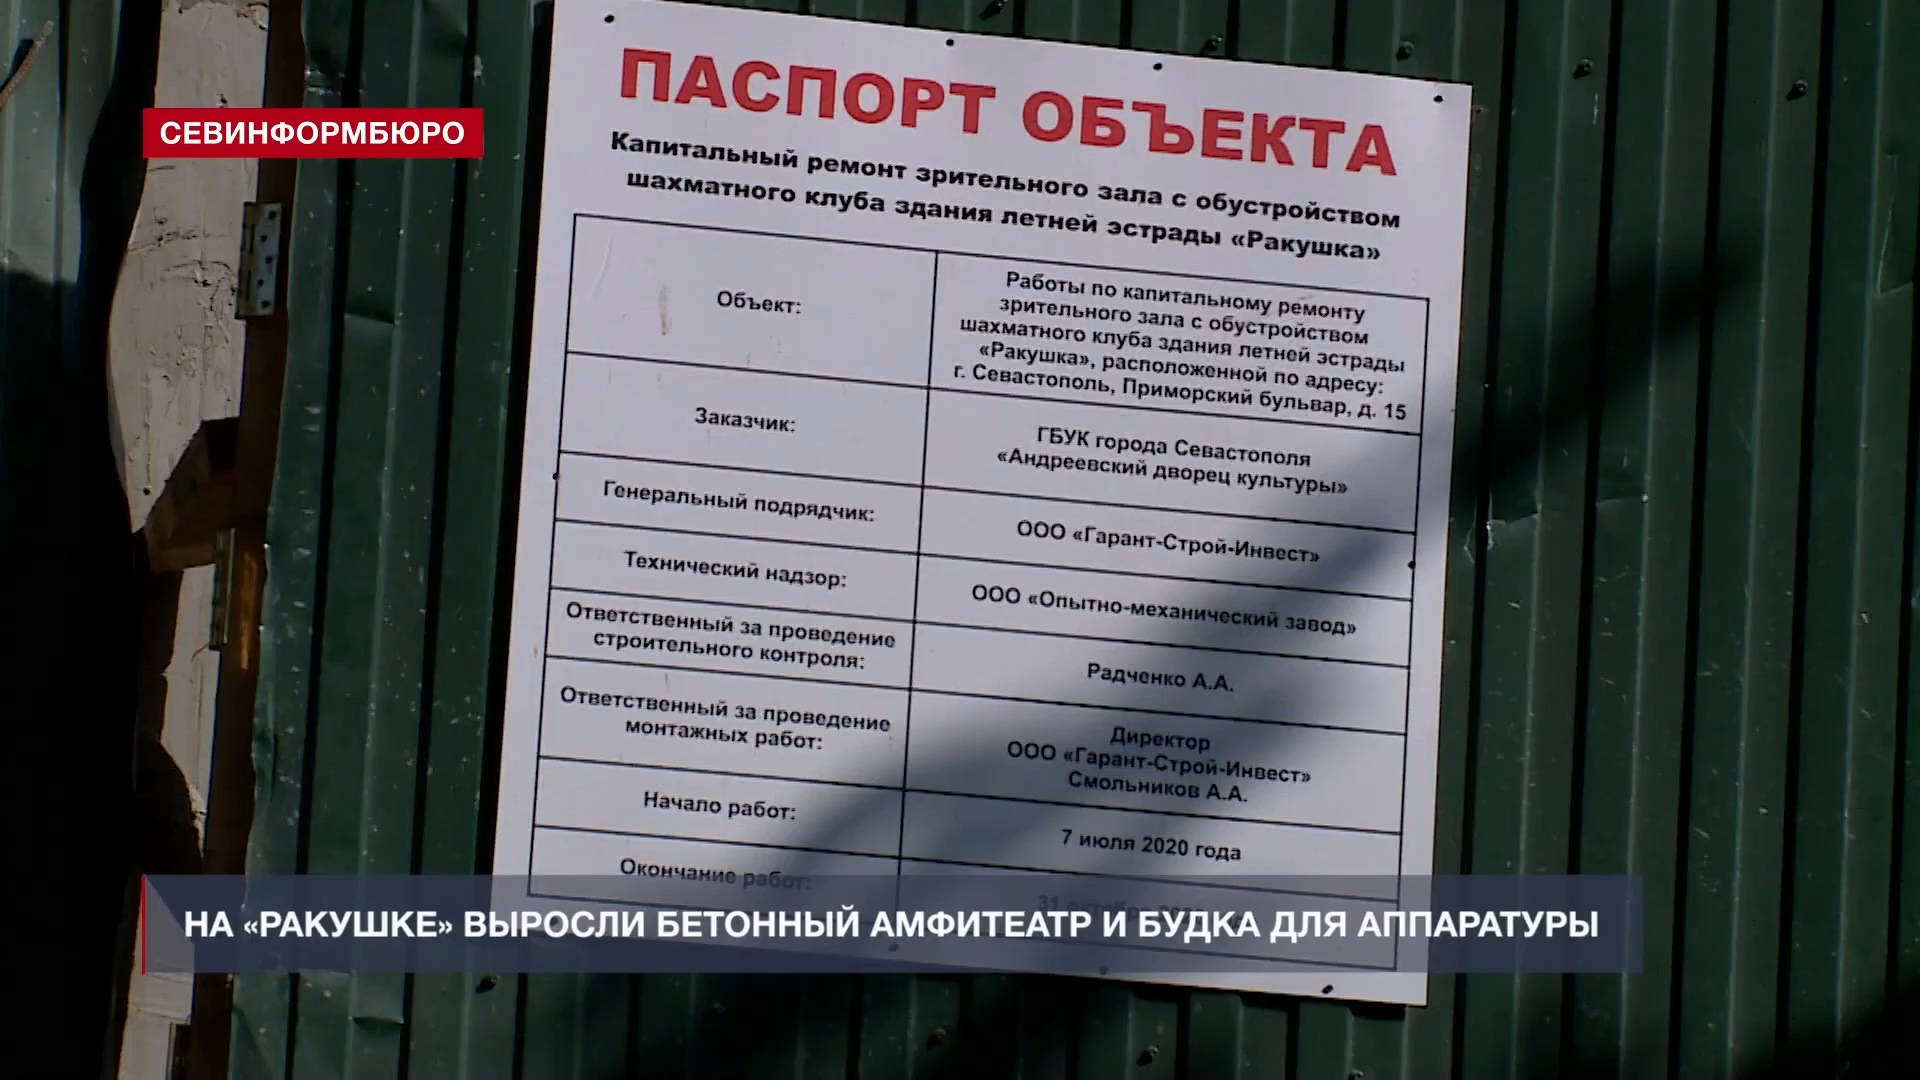 СЕВИНФОРМБЮРО
ПАСПОРТ ОБЪЕКТА
Капитальный ремонт зрительного зала с обустройством
шахматного клуба здания летней эстрады «Ракушка»
Объект:
Работы по капитальному ремонту
зрительного зала с обустройством
шахматного клуба здания летней эстрады
«Ракушка», расположенной по адресу:
г. Севастополь, Приморский бульвар, д. 15
Заказчик:
ГБУК города Севастополя
«Андреевский дворец культуры»
Генеральный подрядчик:
ООО «Гарант-Строй-Инвест»
Технический надзор:
ООО «Опытно-механический завод»
Ответственный за проведение
строительного контроля:
Радченко А.А.
Ответственный за проведение
монтажных работ:
Директор
ООО «Гарант-Строй-Инвест»
Смольников А.А.
Начало работ:
7 июля 2020 года
Окончание работ:
31 октября
НА «РАКУШКЕ» ВЫРОСЛИ БЕТОННЫЙ АМФИТЕАТР И БУДКА ДЛЯ АППАРАТУРЫ